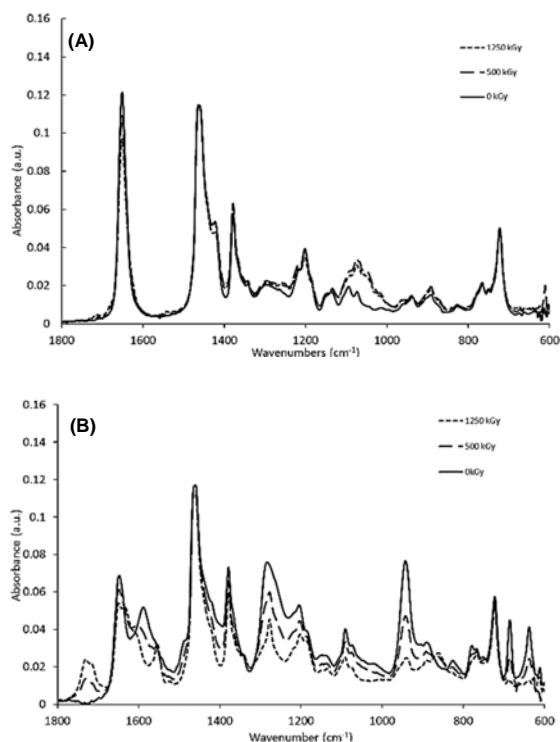 (A)
0.16
0.14
0.12
0.1
0.08
0.06
0.04
0.02
0
Absorbance (a.u.)
1250 kGy
500 kGy
0 kGy
1800 1600 1400 1200 1000 800 600
Wavenumbers (cm-1)
(B)
0.16
0.14
0.12
0.1
0.08
0.06
0.04
0.02
0
Absorbance (a.u.)
1250 kGy
500 kGy
0kGy
1800 1600 1400 1200 1000 800 600
Wavenumber (cm-1)